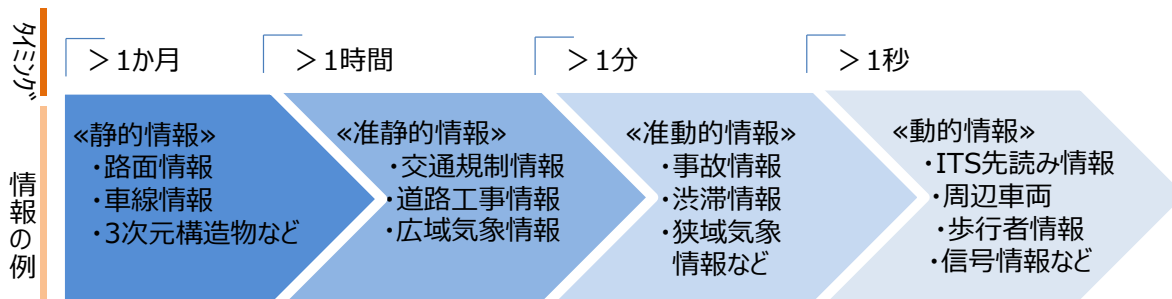 タイミング
＞1か月
＞1時間
＞1分
＞1秒
情報の例
≪静的情報≫
・路面情報
・車線情報
・3次元構造物など
≪准静的情報≫
・交通規制情報
・道路工事情報
・広域気象情報
≪准動的情報≫
・事故情報
・渋滞情報
・狭域気象
情報など
≪動的情報≫
・ITS先読み情報
・周辺車両
・歩行者情報
・信号情報など